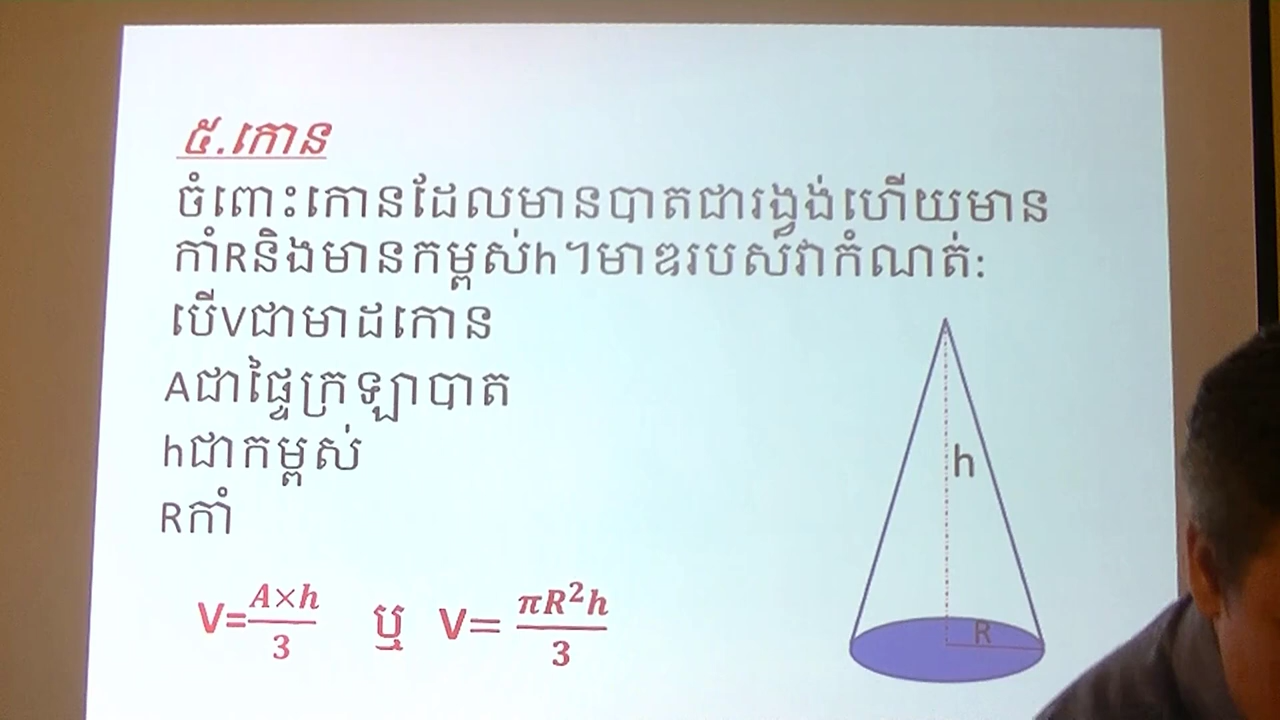 ៥.កោន
ចំពោះកោនដែលមានបាតជារង្វង់ហើយមាន
កាំRនិងមានកម្ពស់h។មាឌរបស់វាកំណត់:
បើVជាមាដកោន
Aជាផ្ទៃក្រឡាបាត
hជាកម្ពស់
Rកាំ
V=A×h/3 ឬ V= πR²h/3
h
R